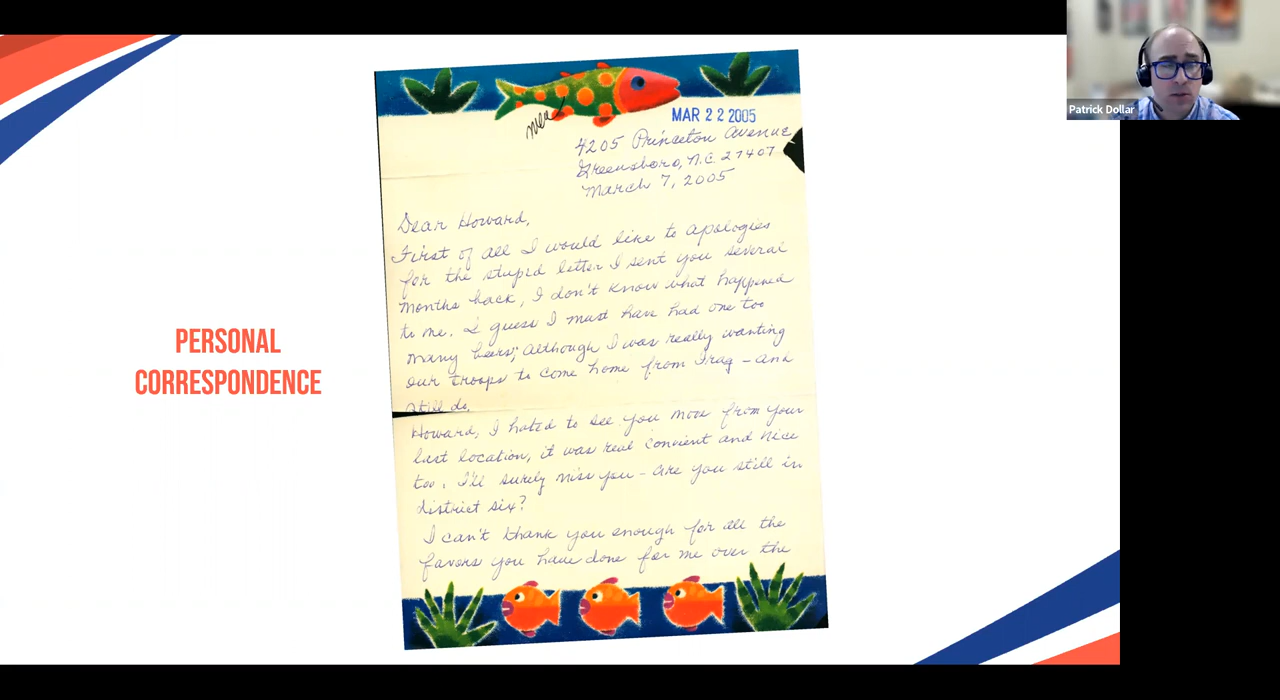 Patrick Dollar
PERSONAL
CORRESPONDENCE
MAR 22 2005
4205 Princeton Avenue
Greensboro, N.C. 27407
March 7, 2005
Dear Howard,
First of all I would like to apologies
for the stupid letter I sent you several
months back, I don't know what happened
to me. I guess I must have had one too
many beers; although I was really wanting
our troops to come home from Iraq - and
still do.
Howard, I hated to see you move from your
last location, it was real convient and nice
too. I'll surely miss you - are you still in
district six?
I can't thank you enough for all the
favors you have done for me over the